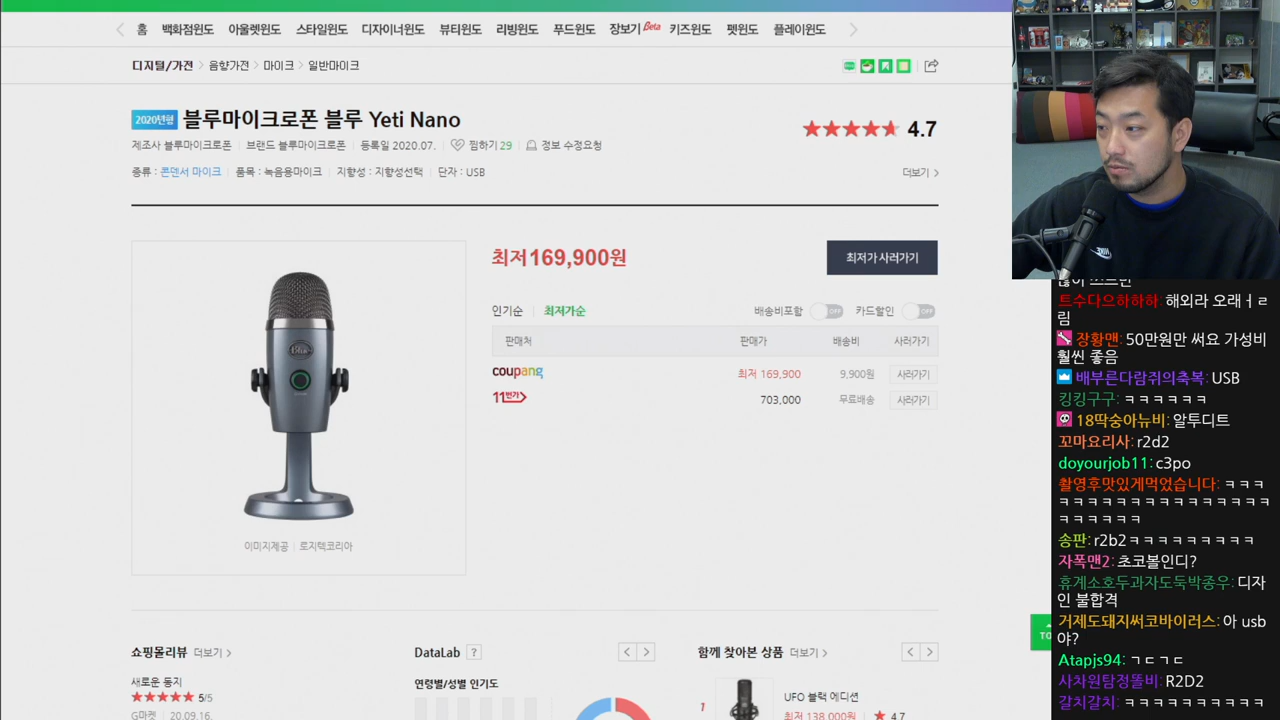 홈 백화점윈도 아울렛윈도 스타일윈도 디자이너윈도 뷰티윈도 리빙윈도 푸드윈도 장보기Beta 키즈윈도 펫윈도 플레이윈도
디지털/가전 > 음향가전 > 마이크 > 일반마이크
2020년형 블루마이크로폰 블루 Yeti Nano
4.7
제조사 블루마이크로폰 브랜드 블루마이크로폰 등록일 2020.07. 찜하기 29 정보 수정요청
종류 : 콘덴서 마이크 품목 : 녹음용마이크 지향성 : 지향성선택 단자 : USB
더보기 >
최저 169,900원
최저가 사러가기
인기순 최저가순
배송비포함 OFF 카드할인 OFF
판매처 판매가 배송비 사러가기
coupang 최저 169,900 9,900원 사러가기
11번가 703,000 무료배송 사러가기
Blue
이미지제공 로지텍코리아
쇼핑몰리뷰 더보기 >
새로운 둥지
5/5
G마켓 20.09.16.
DataLab ?
연령별/성별 인기도
함께 찾아본 상품 더보기 >
1
UFO 블랙 에디션
최저 138,000원 4.7
TO
많이 쓰드만
트수다으하하하: 해외라 오래ㅓㄹ
림
장황맨: 50만원만 써요 가성비
훨씬 좋음
배부른다람쥐의축복: USB
킹킹구구: ㅋㅋㅋㅋㅋㅋ
18딱숭아뉴비: 알투디트
꼬마요리사: r2d2
doyourjob11: c3po
촬영후맛있게먹었습니다: ㅋㅋㅋ
ㅋㅋㅋㅋㅋㅋㅋㅋㅋㅋㅋㅋㅋㅋㅋ
ㅋㅋㅋㅋㅋㅋ
송판: r2b2ㅋㅋㅋㅋㅋㅋㅋㅋㅋ
자폭맨2: 초코볼인디?
휴게소호두과자도둑박종우: 디자
인 불합격
거제도돼지써코바이러스: 아 usb
야?
Atapjs94: ㄱㄷㄱㄷ
사차원탐정똘비: R2D2
갈치갈치: ㅋㅋㅋㅋㅋㅋㅋㅋㅋㅋ